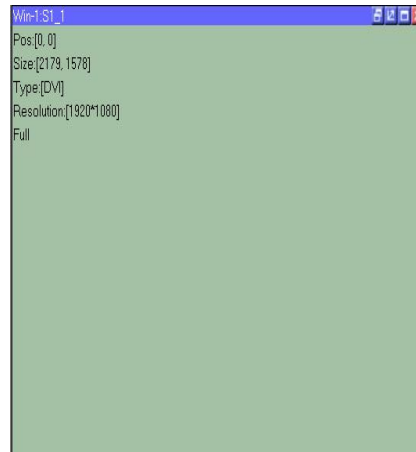 Win-1:S1_1
Pos:[0, 0]
Size:[2179, 1578]
Type:[DVI]
Resolution:[1920*1080]
Full